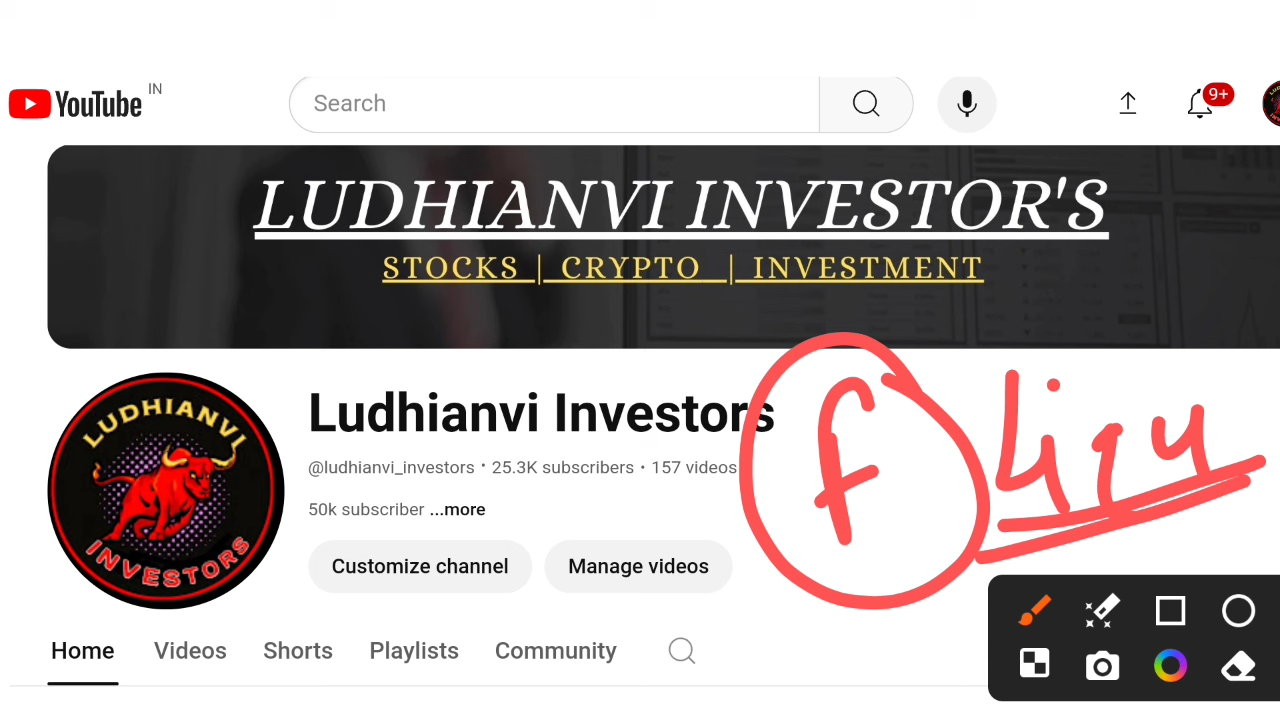 YouTube IN
Search
9+
LUDHIANVI INVESTOR'S
STOCKS | CRYPTO | INVESTMENT
LUDHIANVI
INVESTORS
Ludhianvi Investors
@ludhianvi_investors • 25.3K subscribers • 157 videos
50k subscriber ...more
f
Customize channel Manage videos
Home Videos Shorts Playlists Community